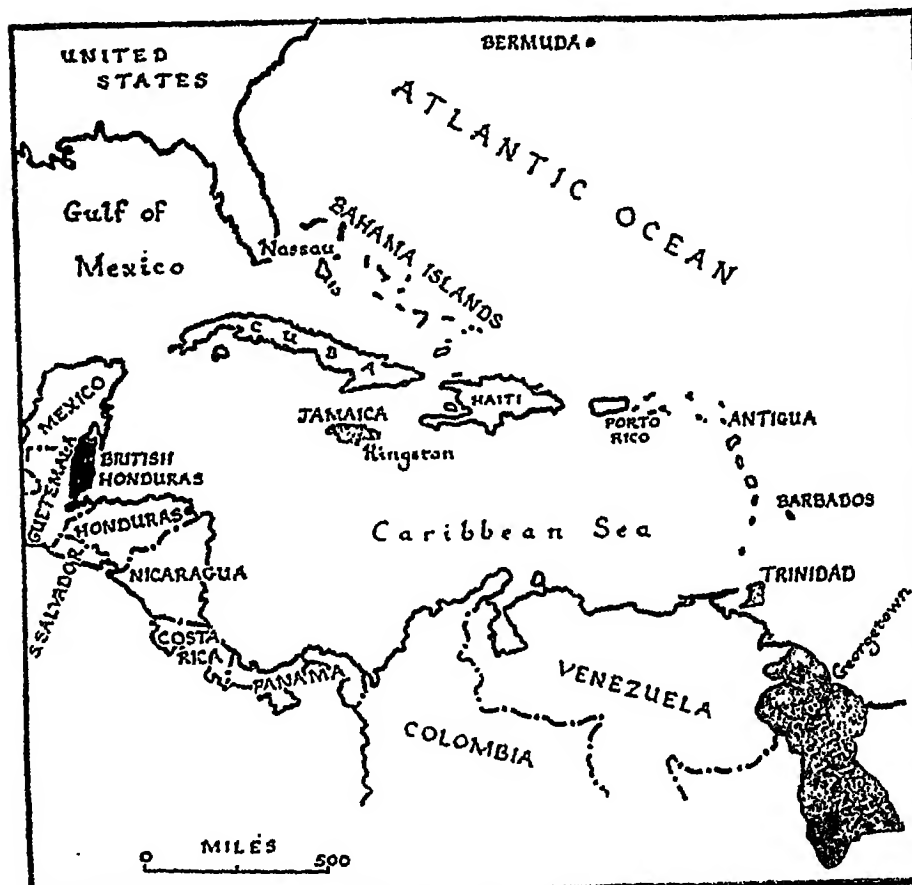 BERMUDA
UNITED
STATES
ATLANTIC OCEAN
Gulf of
Mexico
Nassau
BAHAMA ISLANDS
CUBA
MEXICO
JAMAICA
Kingston
HAITI
PORTO
RICO
ANTIGUA
GUETEMALA
BRITISH
HONDURAS
BARBADOS
HONDURAS
Caribbean Sea
S. SALVADOR
NICARAGUA
TRINIDAD
Georgetown
COSTA
RICA
PANAMA
VENEZUELA
COLOMBIA
0 MILES 500